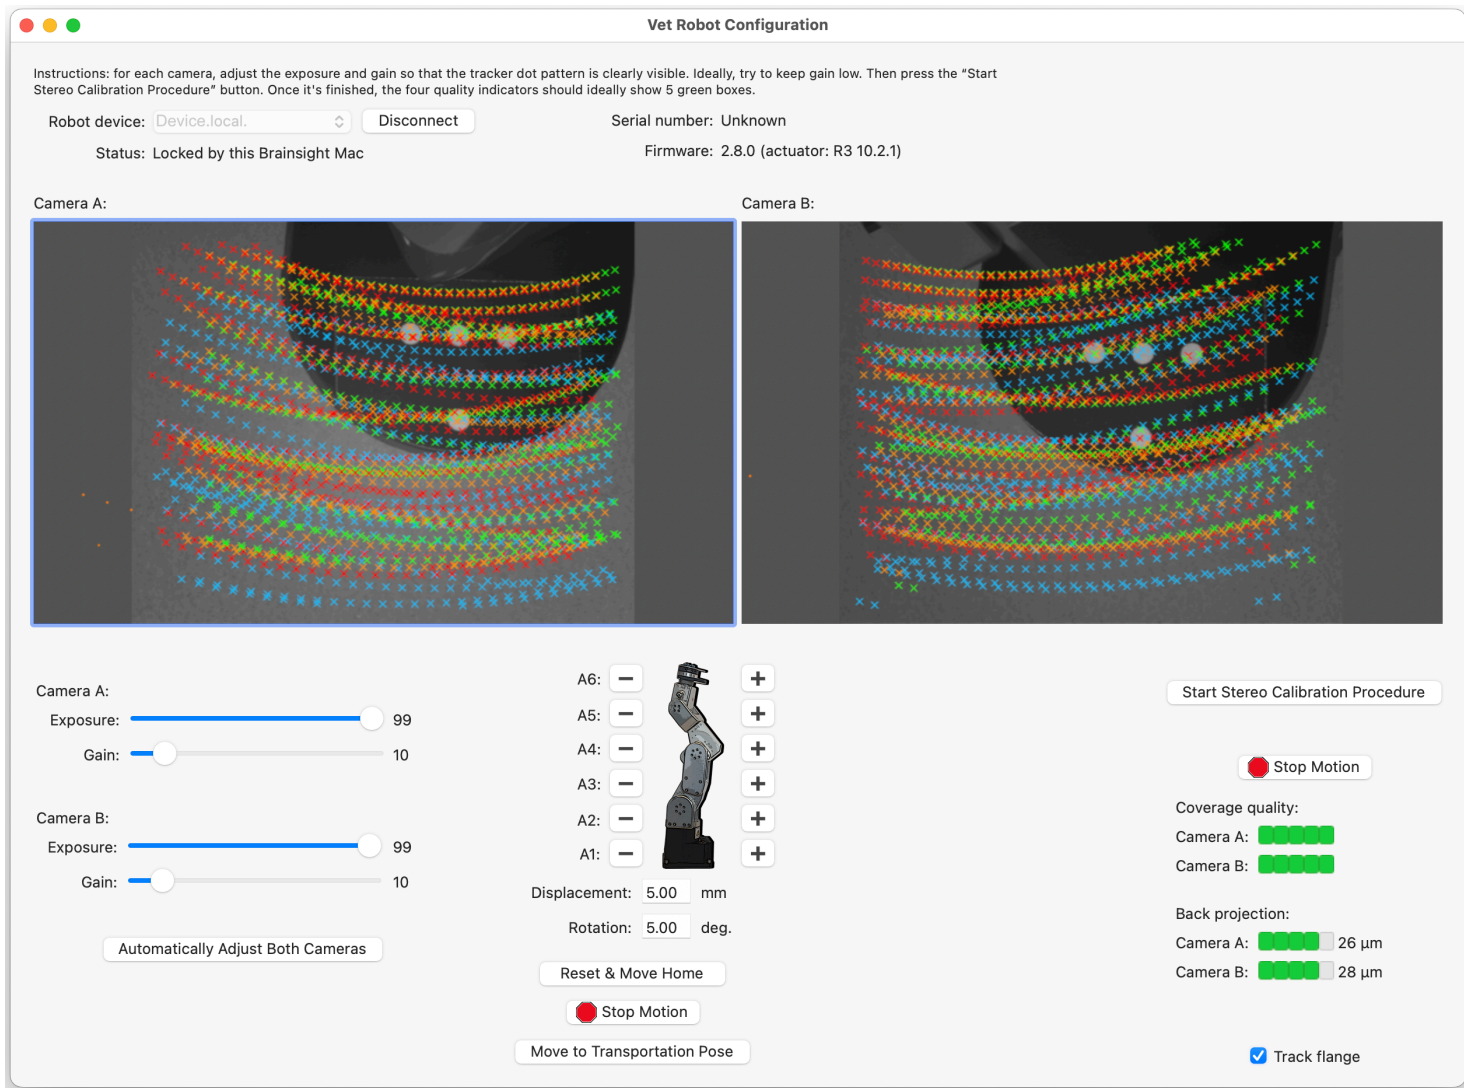 Vet Robot Configuration
Instructions: for each camera, adjust the exposure and gain so that the tracker dot pattern is clearly visible. Ideally, try to keep gain low. Then press the “Start
Stereo Calibration Procedure” button. Once it's finished, the four quality indicators should ideally show 5 green boxes.
Robot device: Device.local. Disconnect
Serial number: Unknown
Status: Locked by this Brainsight Mac
Firmware: 2.8.0 (actuator: R3 10.2.1)
Camera A:
Camera B:
Camera A:
Exposure: 99
Gain: 10
Camera B:
Exposure: 99
Gain: 10
Automatically Adjust Both Cameras
A6:
A5:
A4:
A3:
A2:
A1:
Displacement: 5.00 mm
Rotation: 5.00 deg.
Reset & Move Home
Stop Motion
Move to Transportation Pose
Start Stereo Calibration Procedure
Stop Motion
Coverage quality:
Camera A:
Camera B:
Back projection:
Camera A: 26 μm
Camera B: 28 μm
Track flange